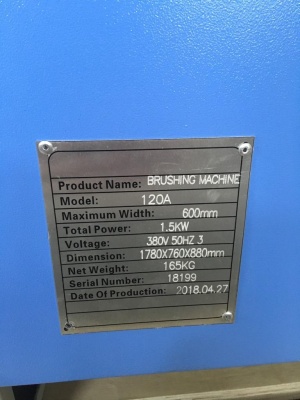 Product Name: BRUSHING MACHINE
Model: 120A
Maximum Width: 600mm
Total Power: 1.5KW
Voltage: 380V 50HZ 3
Dimension: 1780X760X880mm
Net Weight: 165KG
Serial Number: 18199
Date Of Production: 2018.04.27